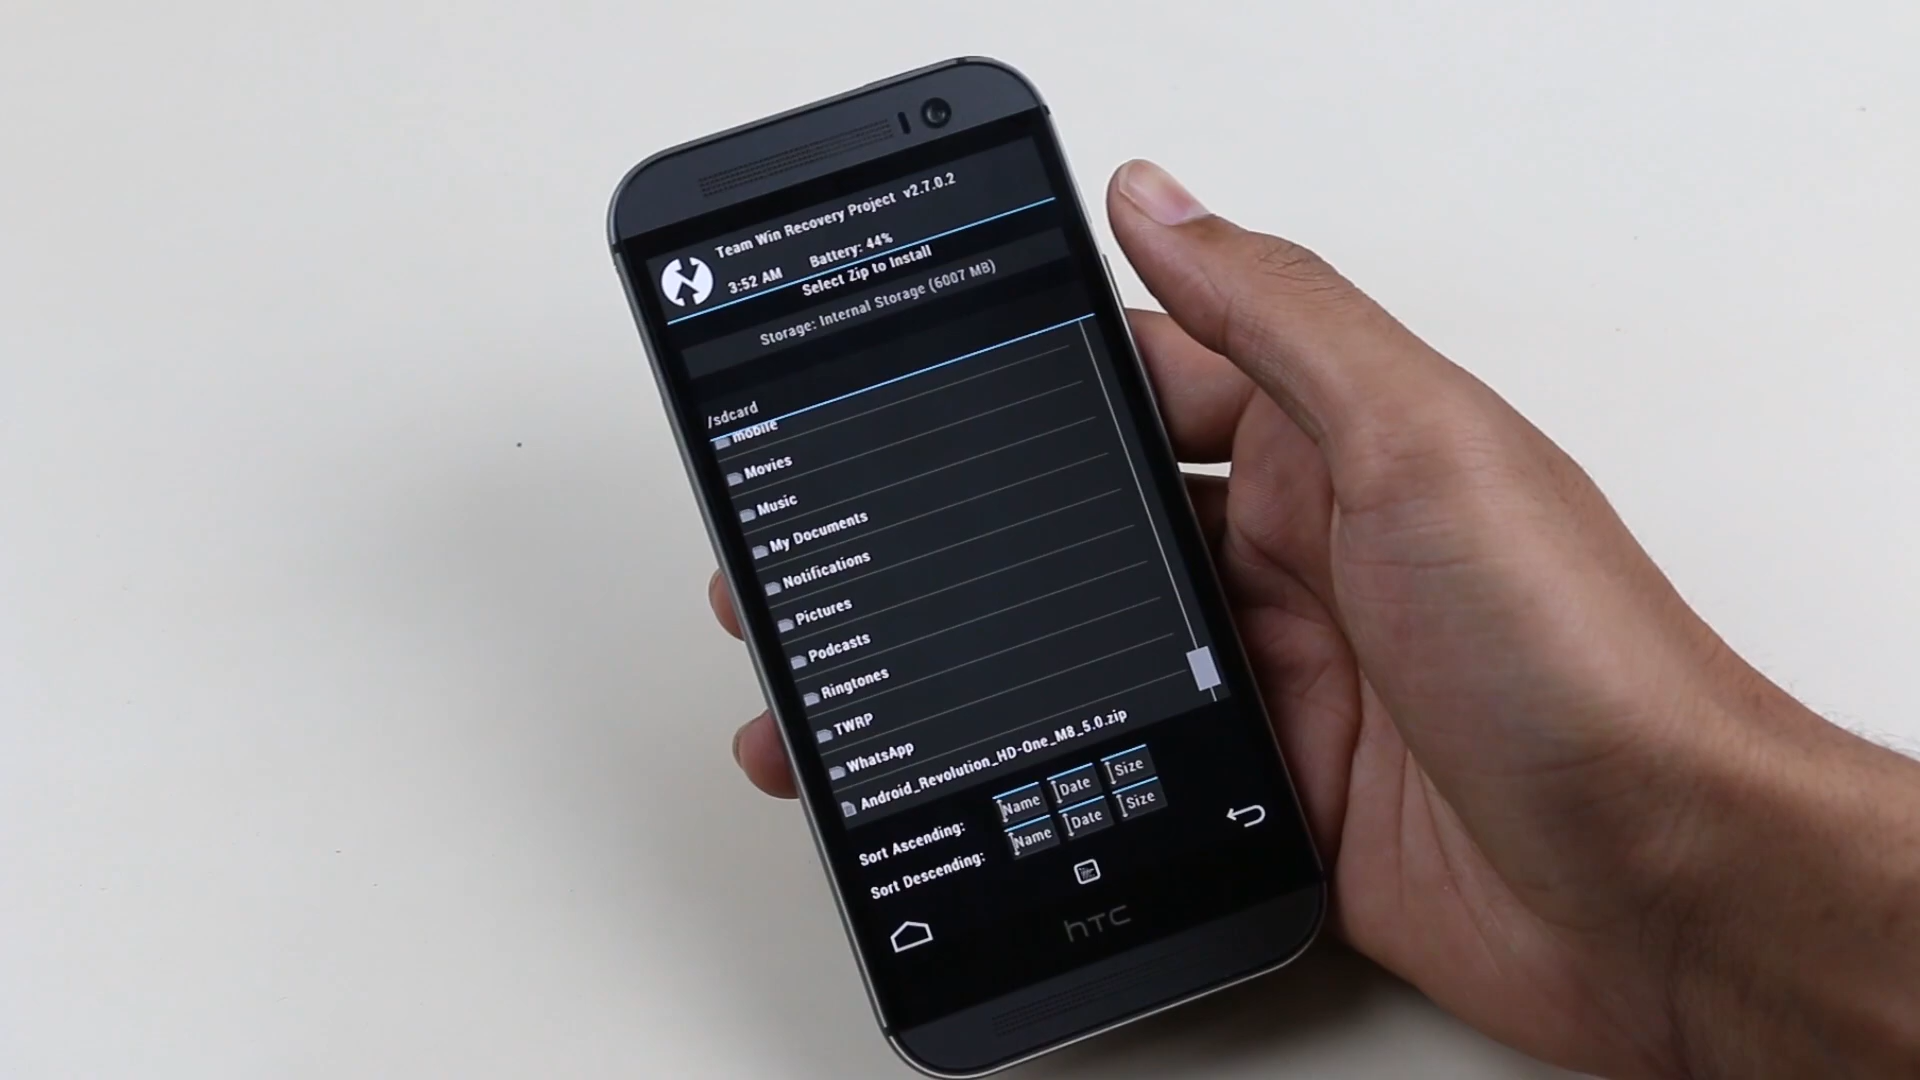 Team Win Recovery Project v2.7.0.2
3:52 AM Battery: 44%
Select Zip to Install
Storage: Internal Storage (6007 MB)
/sdcard
mobile
Movies
Music
My Documents
Notifications
Pictures
Podcasts
Ringtones
TWRP
WhatsApp
Android_Revolution_HD-One_M8_5.0.zip
Sort Ascending: Name Date Size
Sort Descending: Name Date Size
hTC